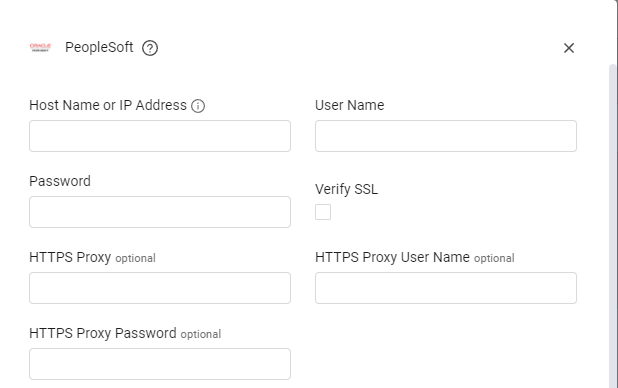 ORACLE
PeopleSoft
Host Name or IP Address
User Name
Password
Verify SSL
HTTPS Proxy optional
HTTPS Proxy User Name optional
HTTPS Proxy Password optional